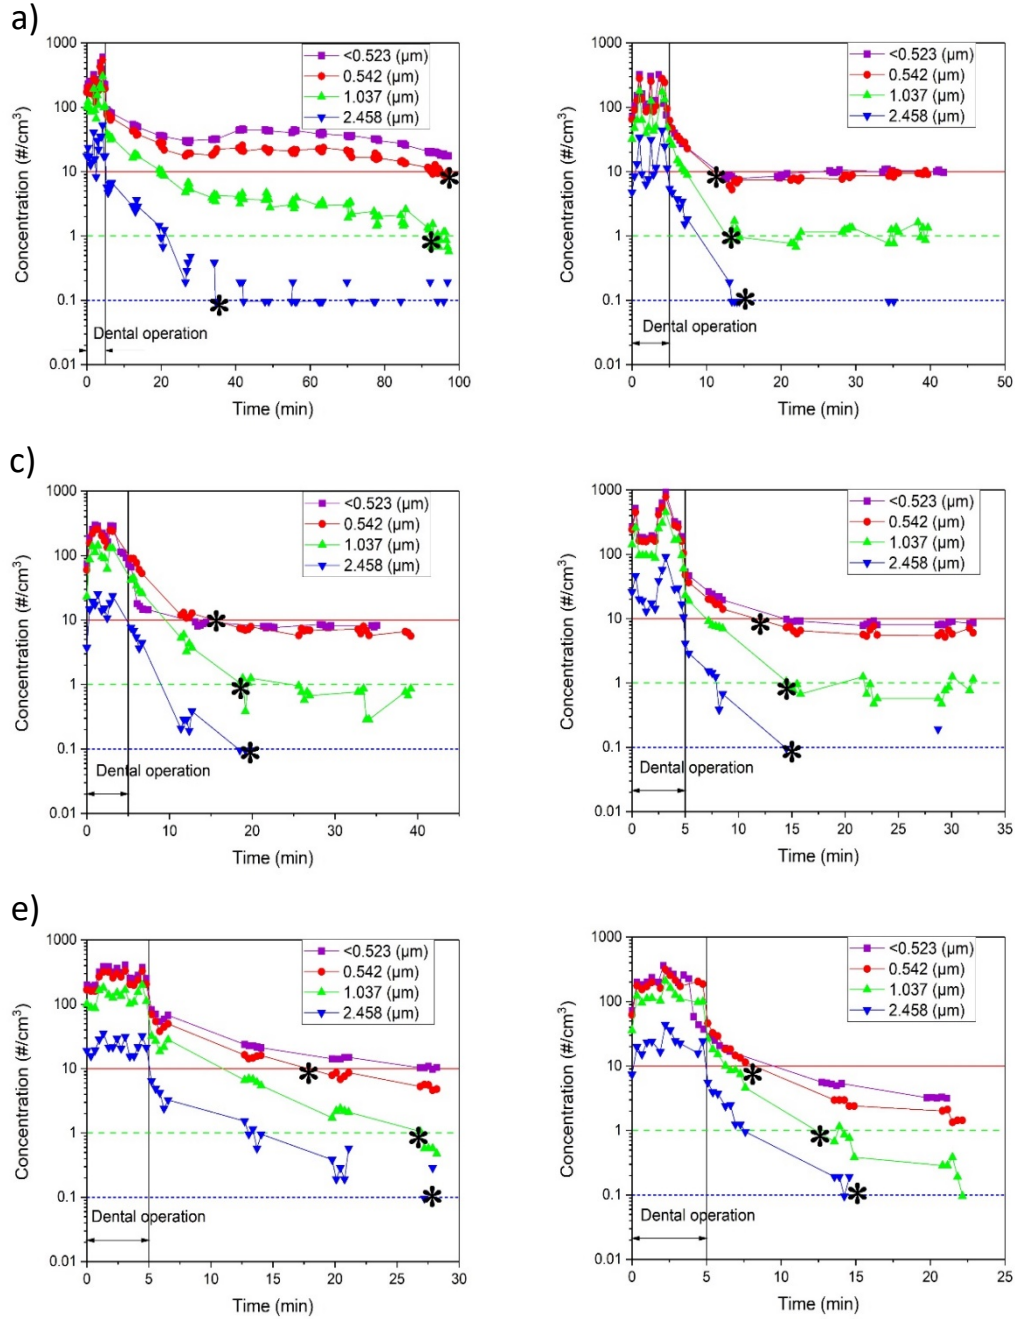 a)
1000
100
10
1
0.1
0.01
Concentration (#/cm³)
<0.523 (μm)
0.542 (μm)
1.037 (μm)
2.458 (μm)
Dental operation
0 20 40 60 80 100
Time (min)
1000
100
10
1
0.1
0.01
Concentration (#/cm³)
<0.523 (μm)
0.542 (μm)
1.037 (μm)
2.458 (μm)
Dental operation
0 10 20 30 40 50
Time (min)
c)
1000
100
10
1
0.1
0.01
Concentration (#/cm³)
<0.523 (μm)
0.542 (μm)
1.037 (μm)
2.458 (μm)
Dental operation
0 10 20 30 40
Time (min)
1000
100
10
1
0.1
0.01
Concentration (#/cm³)
<0.523 (μm)
0.542 (μm)
1.037 (μm)
2.458 (μm)
Dental operation
0 5 10 15 20 25 30 35
Time (min)
e)
1000
100
10
1
0.1
0.01
Concentration (#/cm³)
<0.523 (μm)
0.542 (μm)
1.037 (μm)
2.458 (μm)
Dental operation
0 5 10 15 20 25 30
Time (min)
1000
100
10
1
0.1
0.01
Concentration (#/cm³)
<0.523 (μm)
0.542 (μm)
1.037 (μm)
2.458 (μm)
Dental operation
0 5 10 15 20 25
Time (min)